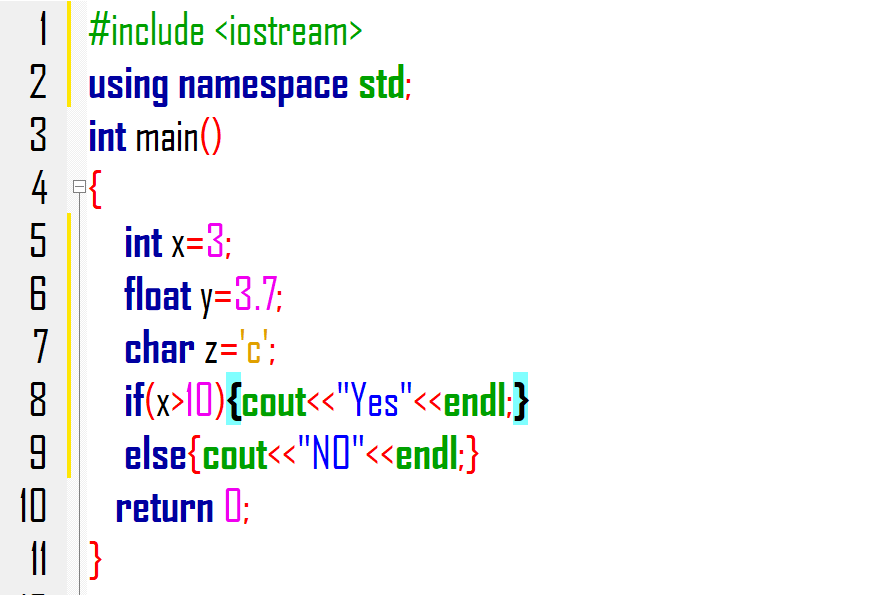 1 #include <iostream>
2 using namespace std;
3 int main()
4 {
5 int x=3;
6 float y=3.7;
7 char z='c';
8 if(x>10){cout<<"Yes"<<endl;}
9 else{cout<<"NO"<<endl;}
10 return 0;
11 }